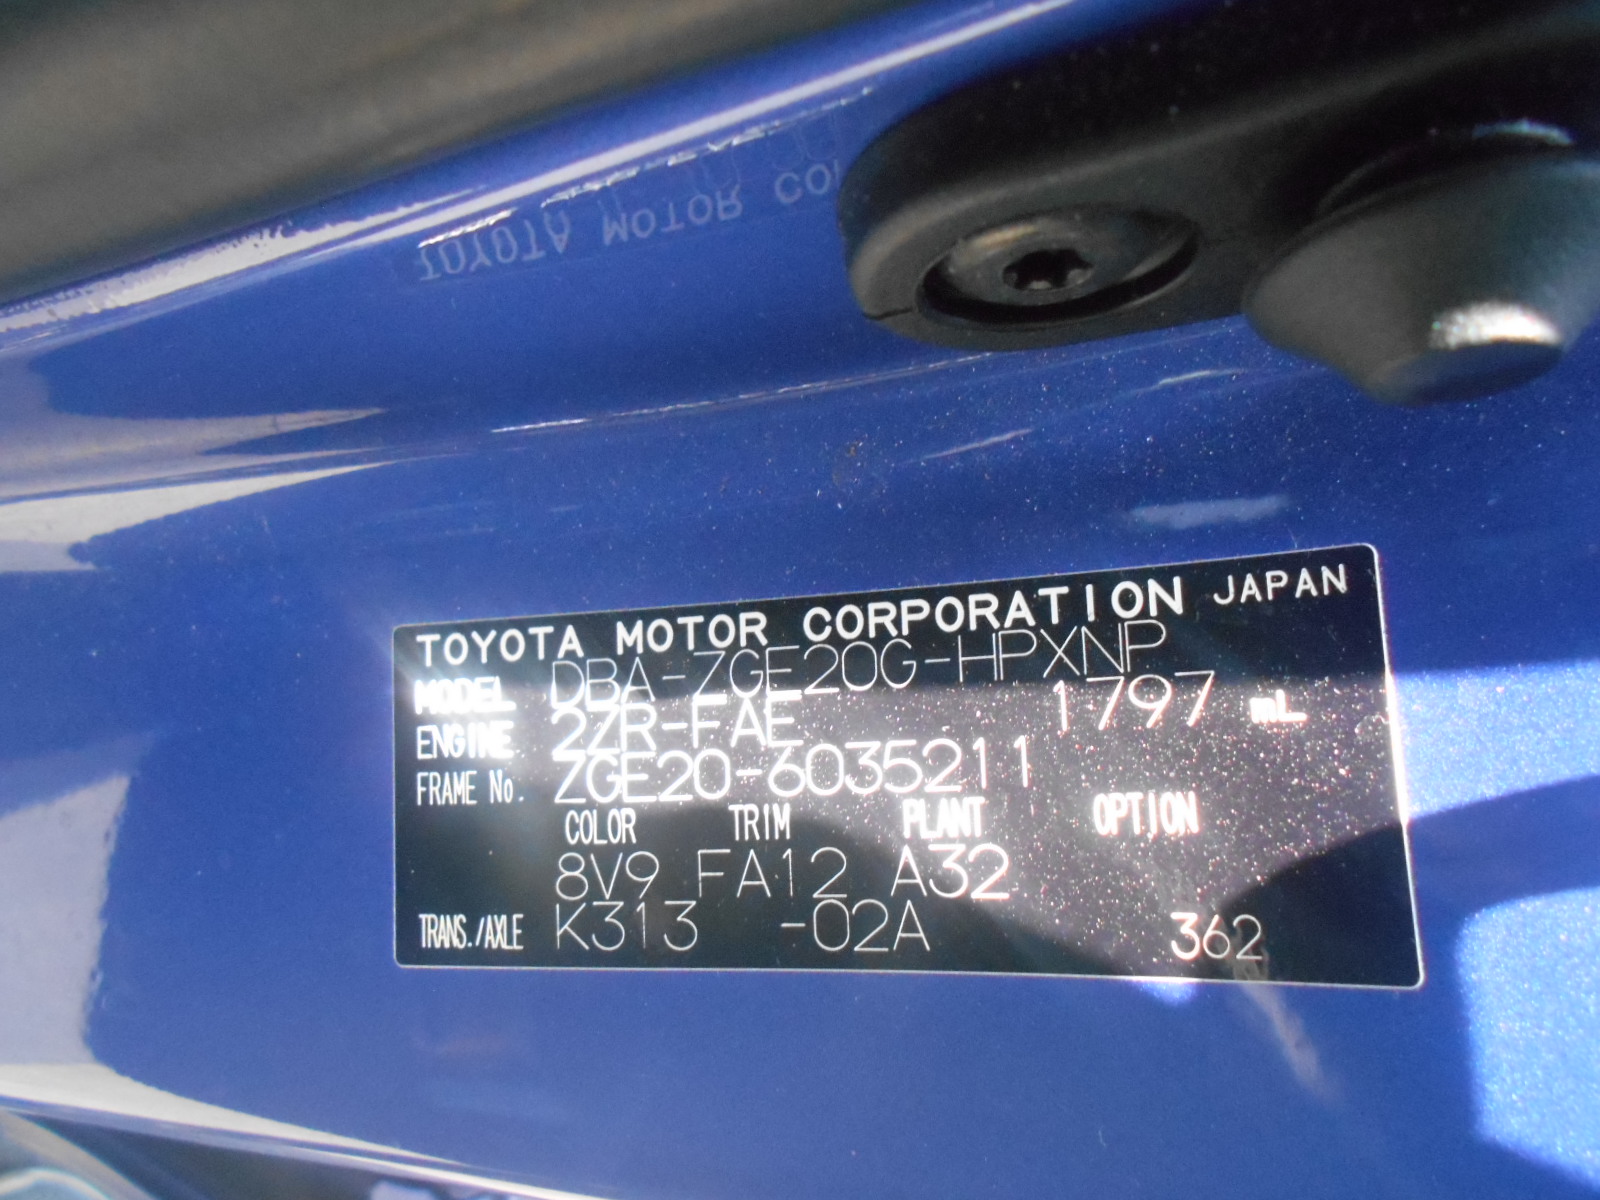 TOYOTA MOTOR COR
TOYOTA MOTOR CORPORATION JAPAN
MODEL DBA-ZGE20G-HPXNP
ENGINE 2ZR-FAE 1797 mL
FRAME No. ZGE20-6035211
COLOR TRIM PLANT OPTION
8V9 FA12 A32
TRANS./AXLE K313 -02A 362